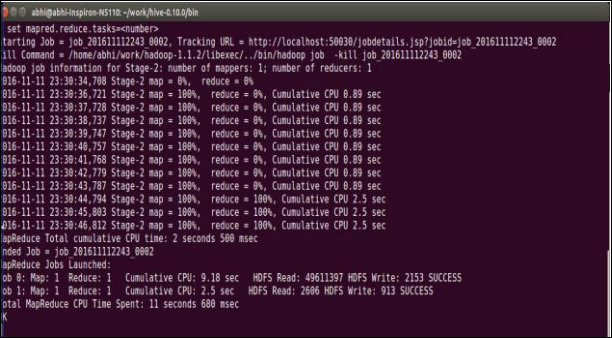 abhi@abhi-Inspiron-N5110: ~/work/hive-0.10.0/bin
set mapred.reduce.tasks=<number>
tarting Job = job_201611112243_0002, Tracking URL = http://localhost:50030/jobdetails.jsp?jobid=job_201611112243_0002
ill Command = /home/abhi/work/hadoop-1.1.2/libexec/../bin/hadoop job  -kill job_201611112243_0002
adoop job information for Stage-2: number of mappers: 1; number of reducers: 1
016-11-11 23:30:34,708 Stage-2 map = 0%,  reduce = 0%
016-11-11 23:30:36,721 Stage-2 map = 100%,  reduce = 0%, Cumulative CPU 0.89 sec
016-11-11 23:30:37,728 Stage-2 map = 100%,  reduce = 0%, Cumulative CPU 0.89 sec
016-11-11 23:30:38,737 Stage-2 map = 100%,  reduce = 0%, Cumulative CPU 0.89 sec
016-11-11 23:30:39,747 Stage-2 map = 100%,  reduce = 0%, Cumulative CPU 0.89 sec
016-11-11 23:30:40,757 Stage-2 map = 100%,  reduce = 0%, Cumulative CPU 0.89 sec
016-11-11 23:30:41,768 Stage-2 map = 100%,  reduce = 0%, Cumulative CPU 0.89 sec
016-11-11 23:30:42,779 Stage-2 map = 100%,  reduce = 0%, Cumulative CPU 0.89 sec
016-11-11 23:30:43,787 Stage-2 map = 100%,  reduce = 0%, Cumulative CPU 0.89 sec
016-11-11 23:30:44,794 Stage-2 map = 100%,  reduce = 100%, Cumulative CPU 2.5 sec
016-11-11 23:30:45,803 Stage-2 map = 100%,  reduce = 100%, Cumulative CPU 2.5 sec
016-11-11 23:30:46,812 Stage-2 map = 100%,  reduce = 100%, Cumulative CPU 2.5 sec
apReduce Total cumulative CPU time: 2 seconds 500 msec
nded Job = job_201611112243_0002
apReduce Jobs Launched:
ob 0: Map: 1  Reduce: 1   Cumulative CPU: 9.18 sec   HDFS Read: 49611397 HDFS Write: 2153 SUCCESS
ob 1: Map: 1  Reduce: 1   Cumulative CPU: 2.5 sec   HDFS Read: 2606 HDFS Write: 913 SUCCESS
otal MapReduce CPU Time Spent: 11 seconds 680 msec
K